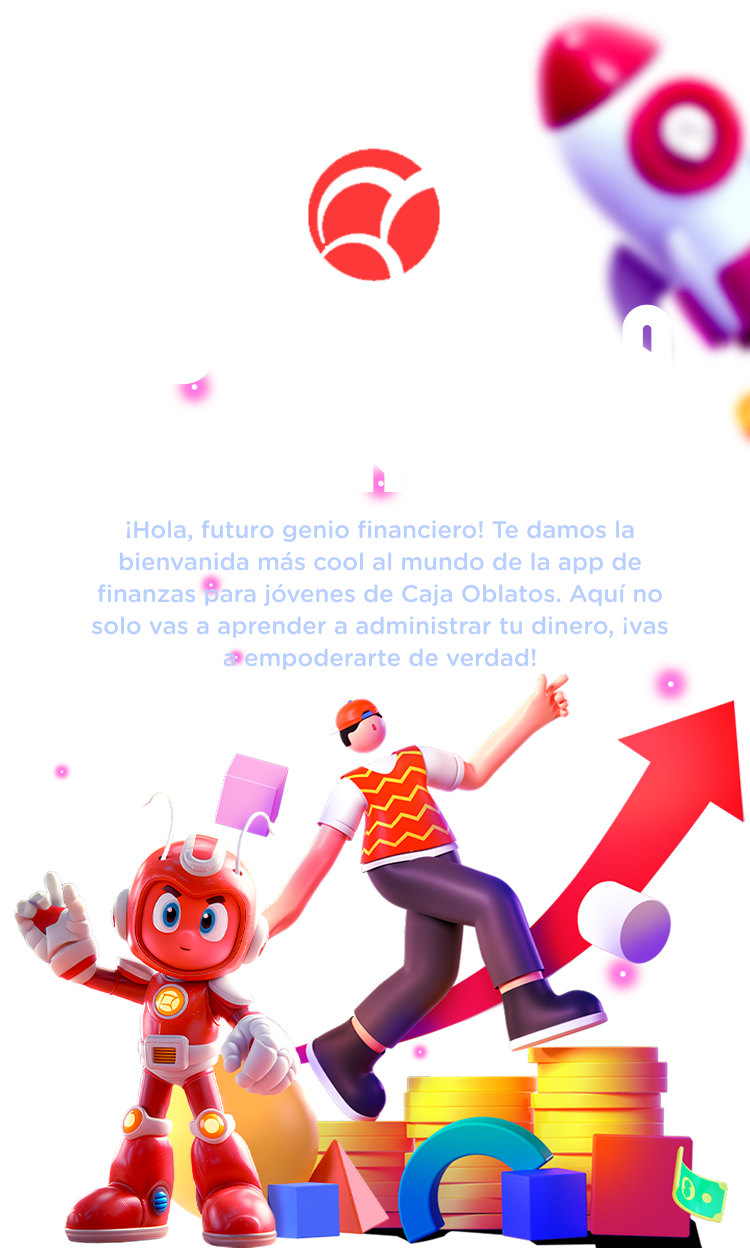 ¡Hola, futuro genio financiero! Te damos la
bienvanida más cool al mundo de la app de
finanzas para jóvenes de Caja Oblatos. Aquí no
solo vas a aprender a administrar tu dinero, ¡vas
a empoderarte de verdad!